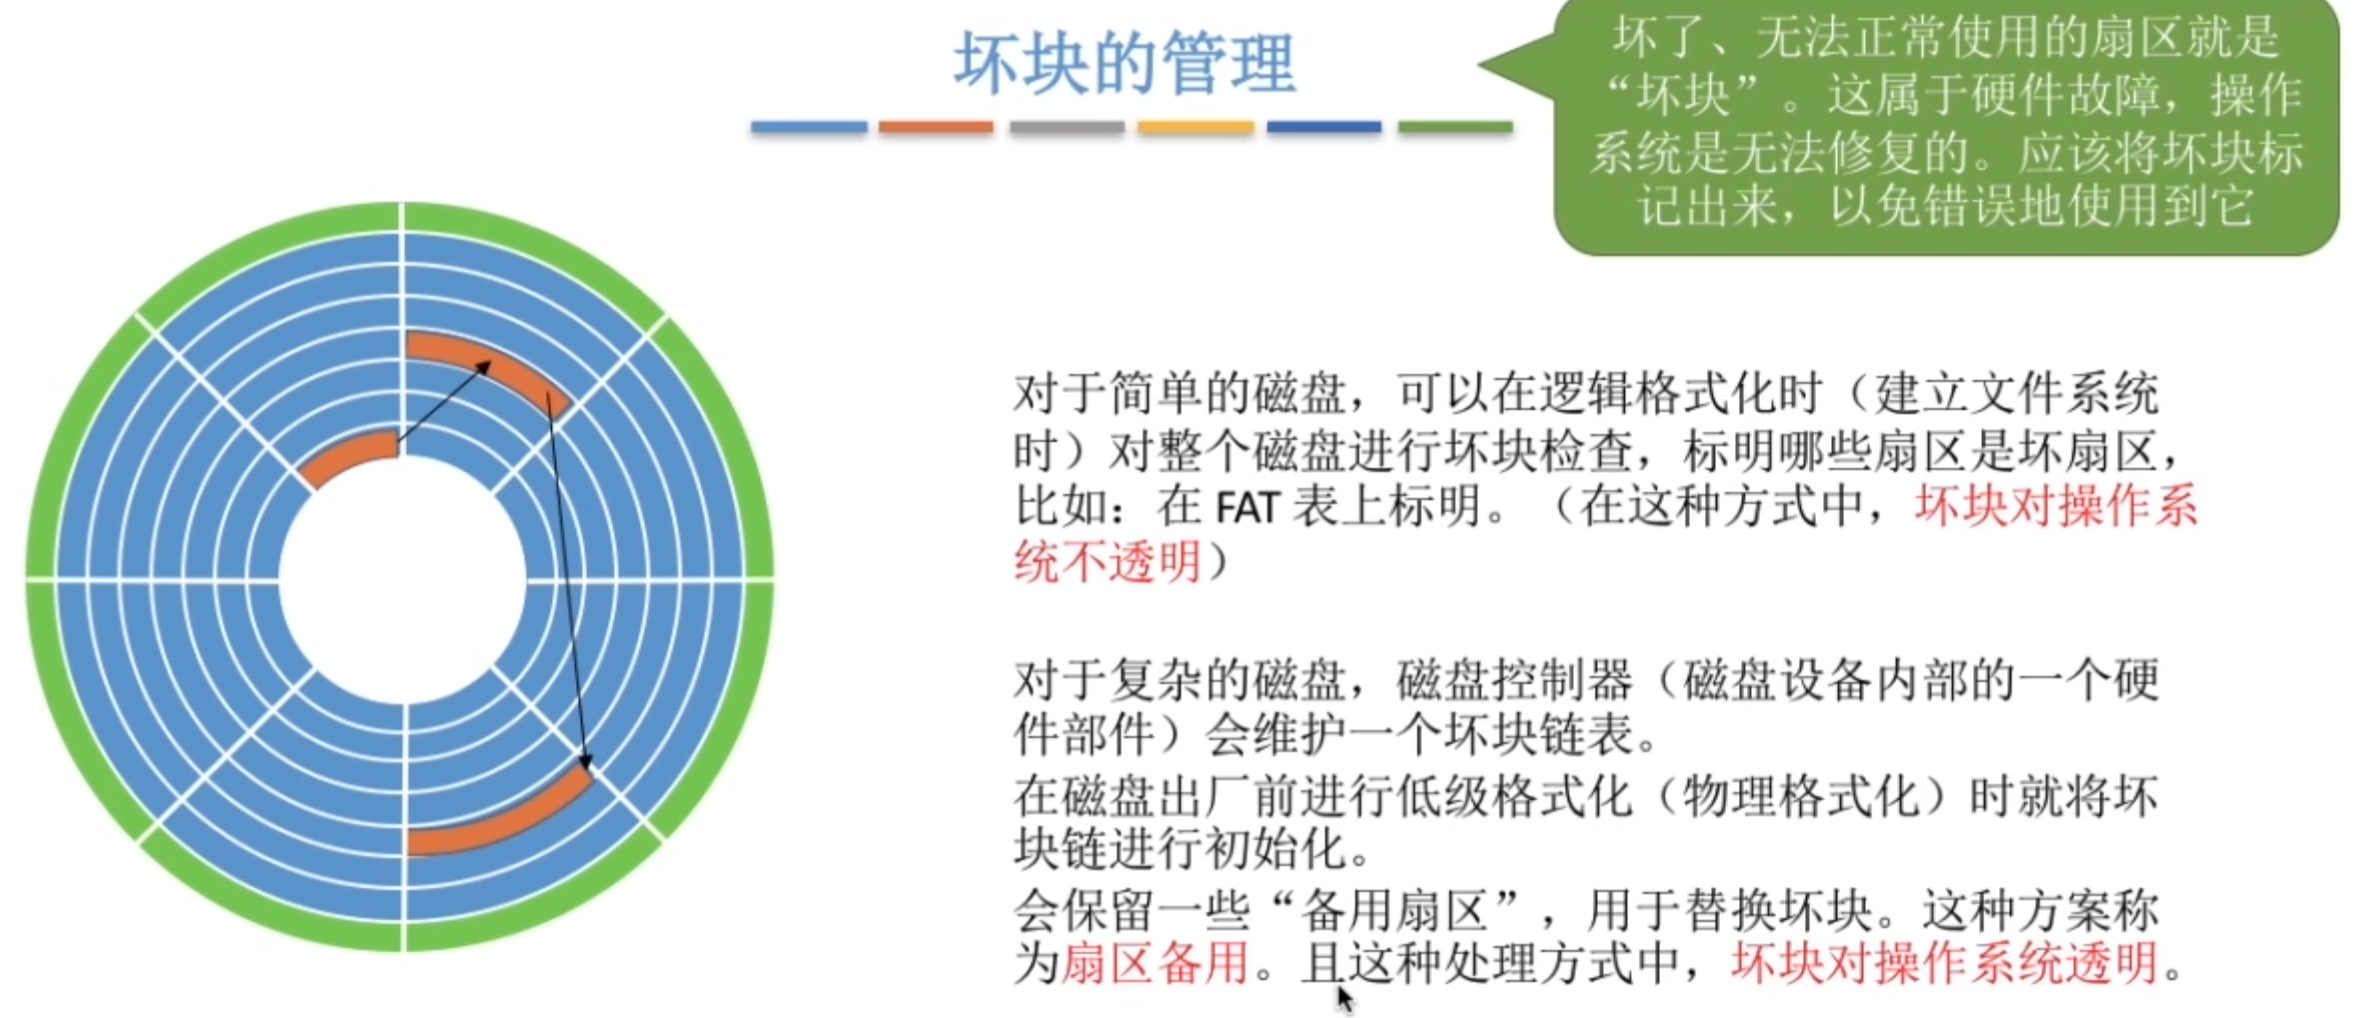 坏块的管理
坏了、无法正常使用的扇区就是
“坏块”。这属于硬件故障，操作
系统是无法修复的。应该将坏块标
记出来，以免错误地使用到它
对于简单的磁盘，可以在逻辑格式化时（建立文件系统
时）对整个磁盘进行坏块检查，标明哪些扇区是坏扇区，
比如：在 FAT 表上标明。（在这种方式中，坏块对操作系
统不透明）
对于复杂的磁盘，磁盘控制器（磁盘设备内部的一个硬
件部件）会维护一个坏块链表。
在磁盘出厂前进行低级格式化（物理格式化）时就将坏
块链进行初始化。
会保留一些“备用扇区”，用于替换坏块。这种方案称
为扇区备用。且这种处理方式中，坏块对操作系统透明。